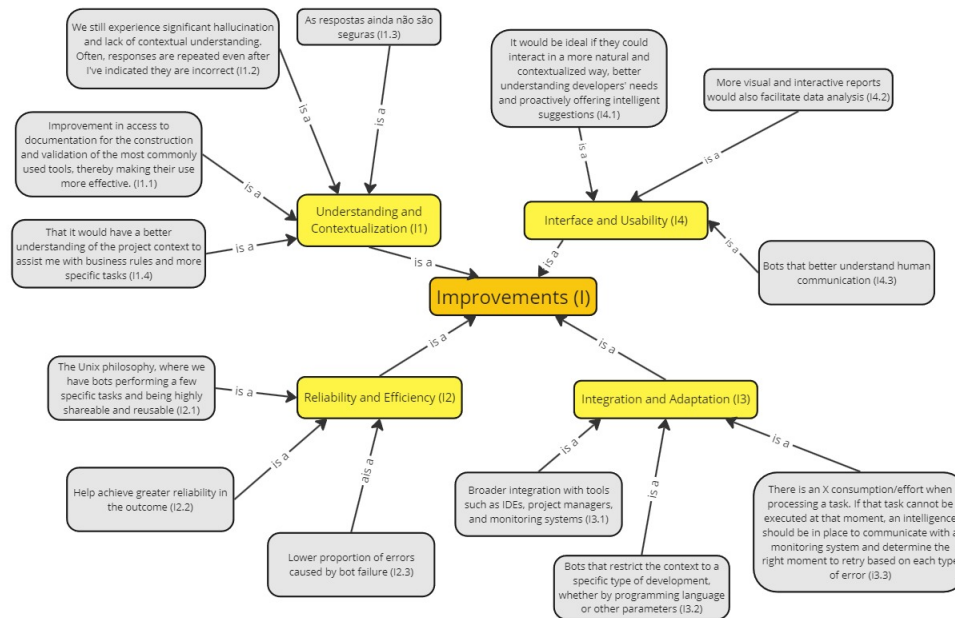 We still experience significant hallucination
and lack of contextual understanding.
Often, responses are repeated even after
I've indicated they are incorrect (I1.2)
As respostas ainda não são
seguras (I1.3)
It would be ideal if they could
interact in a more natural and
contextualized way, better
understanding developers' needs
and proactively offering intelligent
suggestions (I4.1)
More visual and interactive reports
would also facilitate data analysis (I4.2)
is a
is a
is a
is a
Improvement in access to
documentation for the construction
and validation of the most commonly
used tools, thereby making their use
more effective. (I1.1)
is a
Understanding and
Contextualization (I1)
Interface and Usability (I4)
That it would have a better
understanding of the project context to
assist me with business rules and more
specific tasks (I1.4)
is a
is a
is a
is a
Bots that better understand human
communication (I4.3)
Improvements (I)
is a
is a
The Unix philosophy, where we
have bots performing a few
specific tasks and being highly
shareable and reusable (I2.1)
is a
Reliability and Efficiency (I2)
Integration and Adaptation (I3)
is a
aisa a
is a
is a
is a
Help achieve greater reliability in
the outcome (I2.2)
Broader integration with tools
such as IDEs, project managers,
and monitoring systems (I3.1)
There is an X consumption/effort when
processing a task. If that task cannot be
executed at that moment, an intelligence
should be in place to communicate with a
monitoring system and determine the
right moment to retry based on each type
of error (I3.3)
Lower proportion of errors
caused by bot failure (I2.3)
Bots that restrict the context to a
specific type of development,
whether by programming language
or other parameters (I3.2)